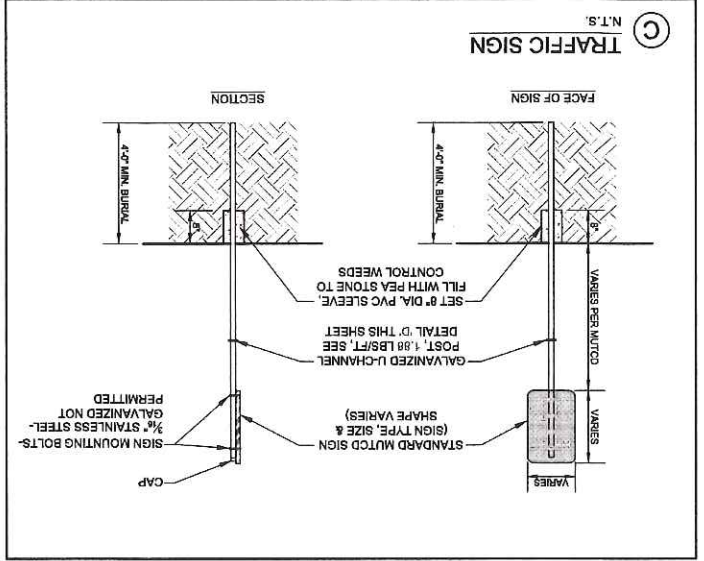 VARIES
CAP
STANDARD MUTCD SIGN
(SIGN TYPE, SIZE &
SHAPE VARIES)
SIGN MOUNTING BOLTS-
5/16" STAINLESS STEEL-
GALVANIZED NOT
PERMITTED
VARIES
GALVANIZED U-CHANNEL
POST, 1.88 LBS/FT, SEE
DETAIL 'D' THIS SHEET
VARIES PER MUTCD
SET 8" DIA. PVC SLEEVE,
FILL WITH PEA STONE TO
CONTROL WEEDS
8"
4'-0" MIN. BURIAL
8"
4'-0" MIN. BURIAL
FACE OF SIGN
SECTION
C
TRAFFIC SIGN
N.T.S.